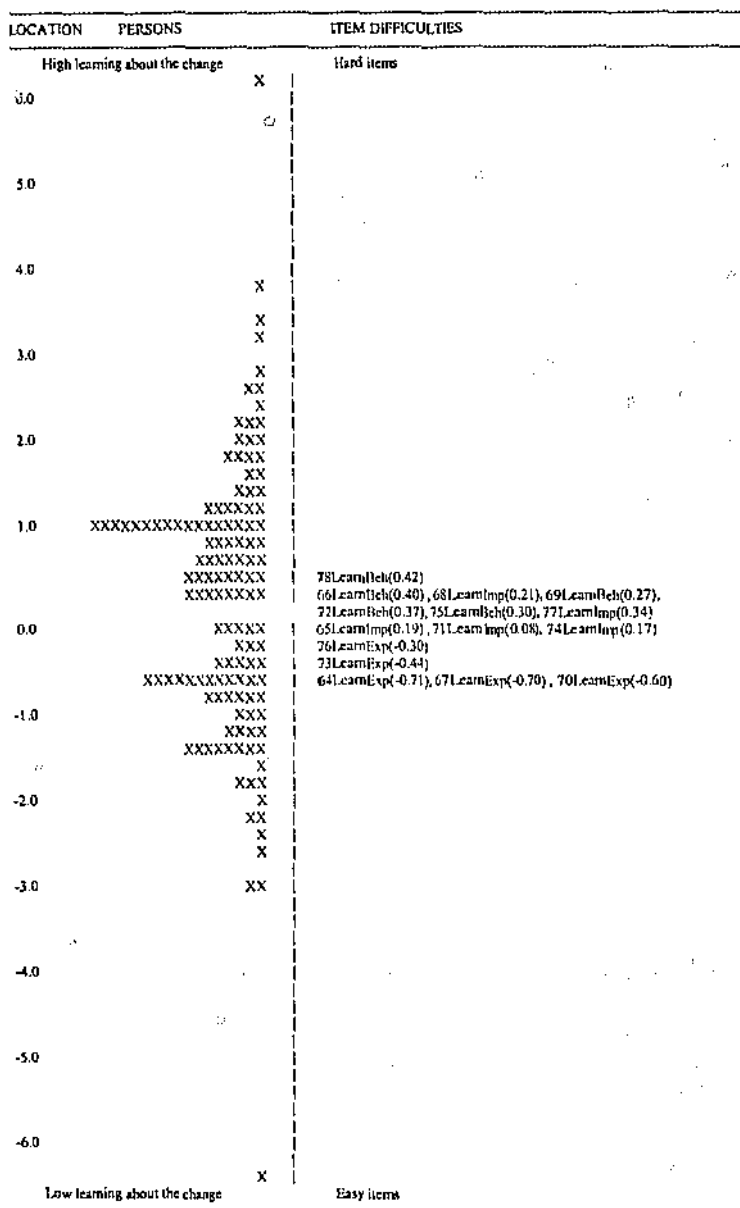 LOCATION PERSONS ITEM DIFFICULTIES
High learning about the change Hard items
X |
6.0
5.0
4.0
X
X
X
3.0
X
XX
X
XXX
2.0 XXX
XXXX
XX
XXX
XXXXXX
1.0 XXXXXXXXXXXXXXXXX
XXXXXX
XXXXXXX
XXXXXXXX 78LearnBeh(0.42)
XXXXXXXX 66LearnBeh(0.40), 68LearnImp(0.21), 69LearnBeh(0.27),
72LearnBeh(0.37), 75LearnBeh(0.30), 77LearnImp(0.34)
0.0 XXXXX 65LearnImp(0.19), 71LearnImp(0.08), 74LearnImp(0.17)
XXX 76LearnExp(-0.30)
XXXXX 73LearnExp(-0.44)
XXXXXXXXXXXX 64LearnExp(-0.71), 67LearnExp(-0.70), 70LearnExp(-0.60)
XXXXXX
-1.0 XXX
XXXX
XXXXXXXX
X
XXX
-2.0 X
XX
X
X
-3.0 XX
-4.0
-5.0
-6.0
X
Low learning about the change Easy items